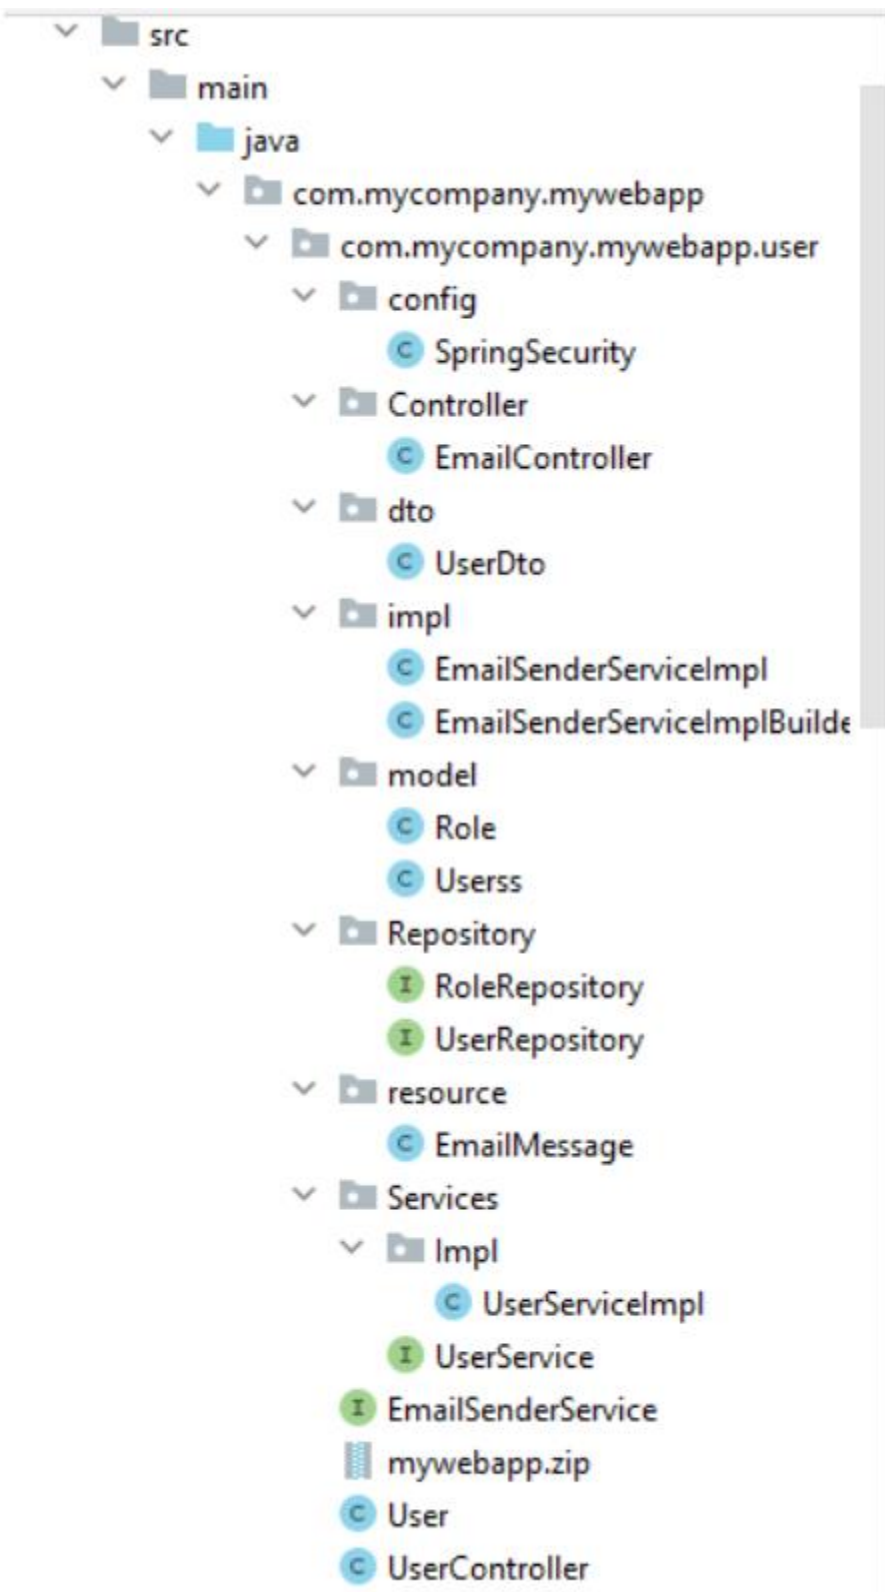 src
main
java
com.mycompany.mywebapp
com.mycompany.mywebapp.user
config
C SpringSecurity
Controller
C EmailController
dto
C UserDto
impl
C EmailSenderServiceImpl
C EmailSenderServiceImplBuilde
model
C Role
C Userss
Repository
I RoleRepository
I UserRepository
resource
C EmailMessage
Services
Impl
C UserServiceImpl
I UserService
I EmailSenderService
mywebapp.zip
C User
C UserController